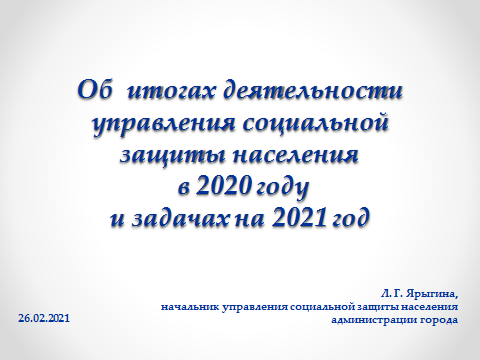 Об итогах деятельности
управления социальной
защиты населения
в 2020 году
и задачах на 2021 год
Л. Г. Ярыгина,
начальник управления социальной защиты населения
администрации города
26.02.2021